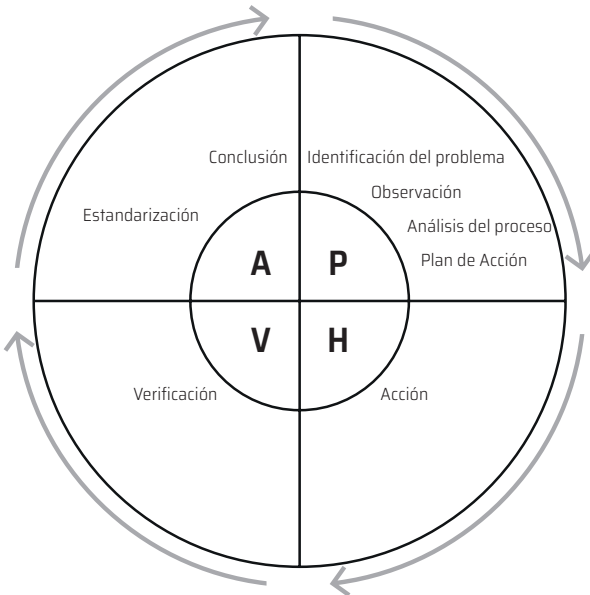 Conclusión
Identificación del problema
Observación
Estandarización
Análisis del proceso
Plan de Acción
A
P
V
H
Verificación
Acción